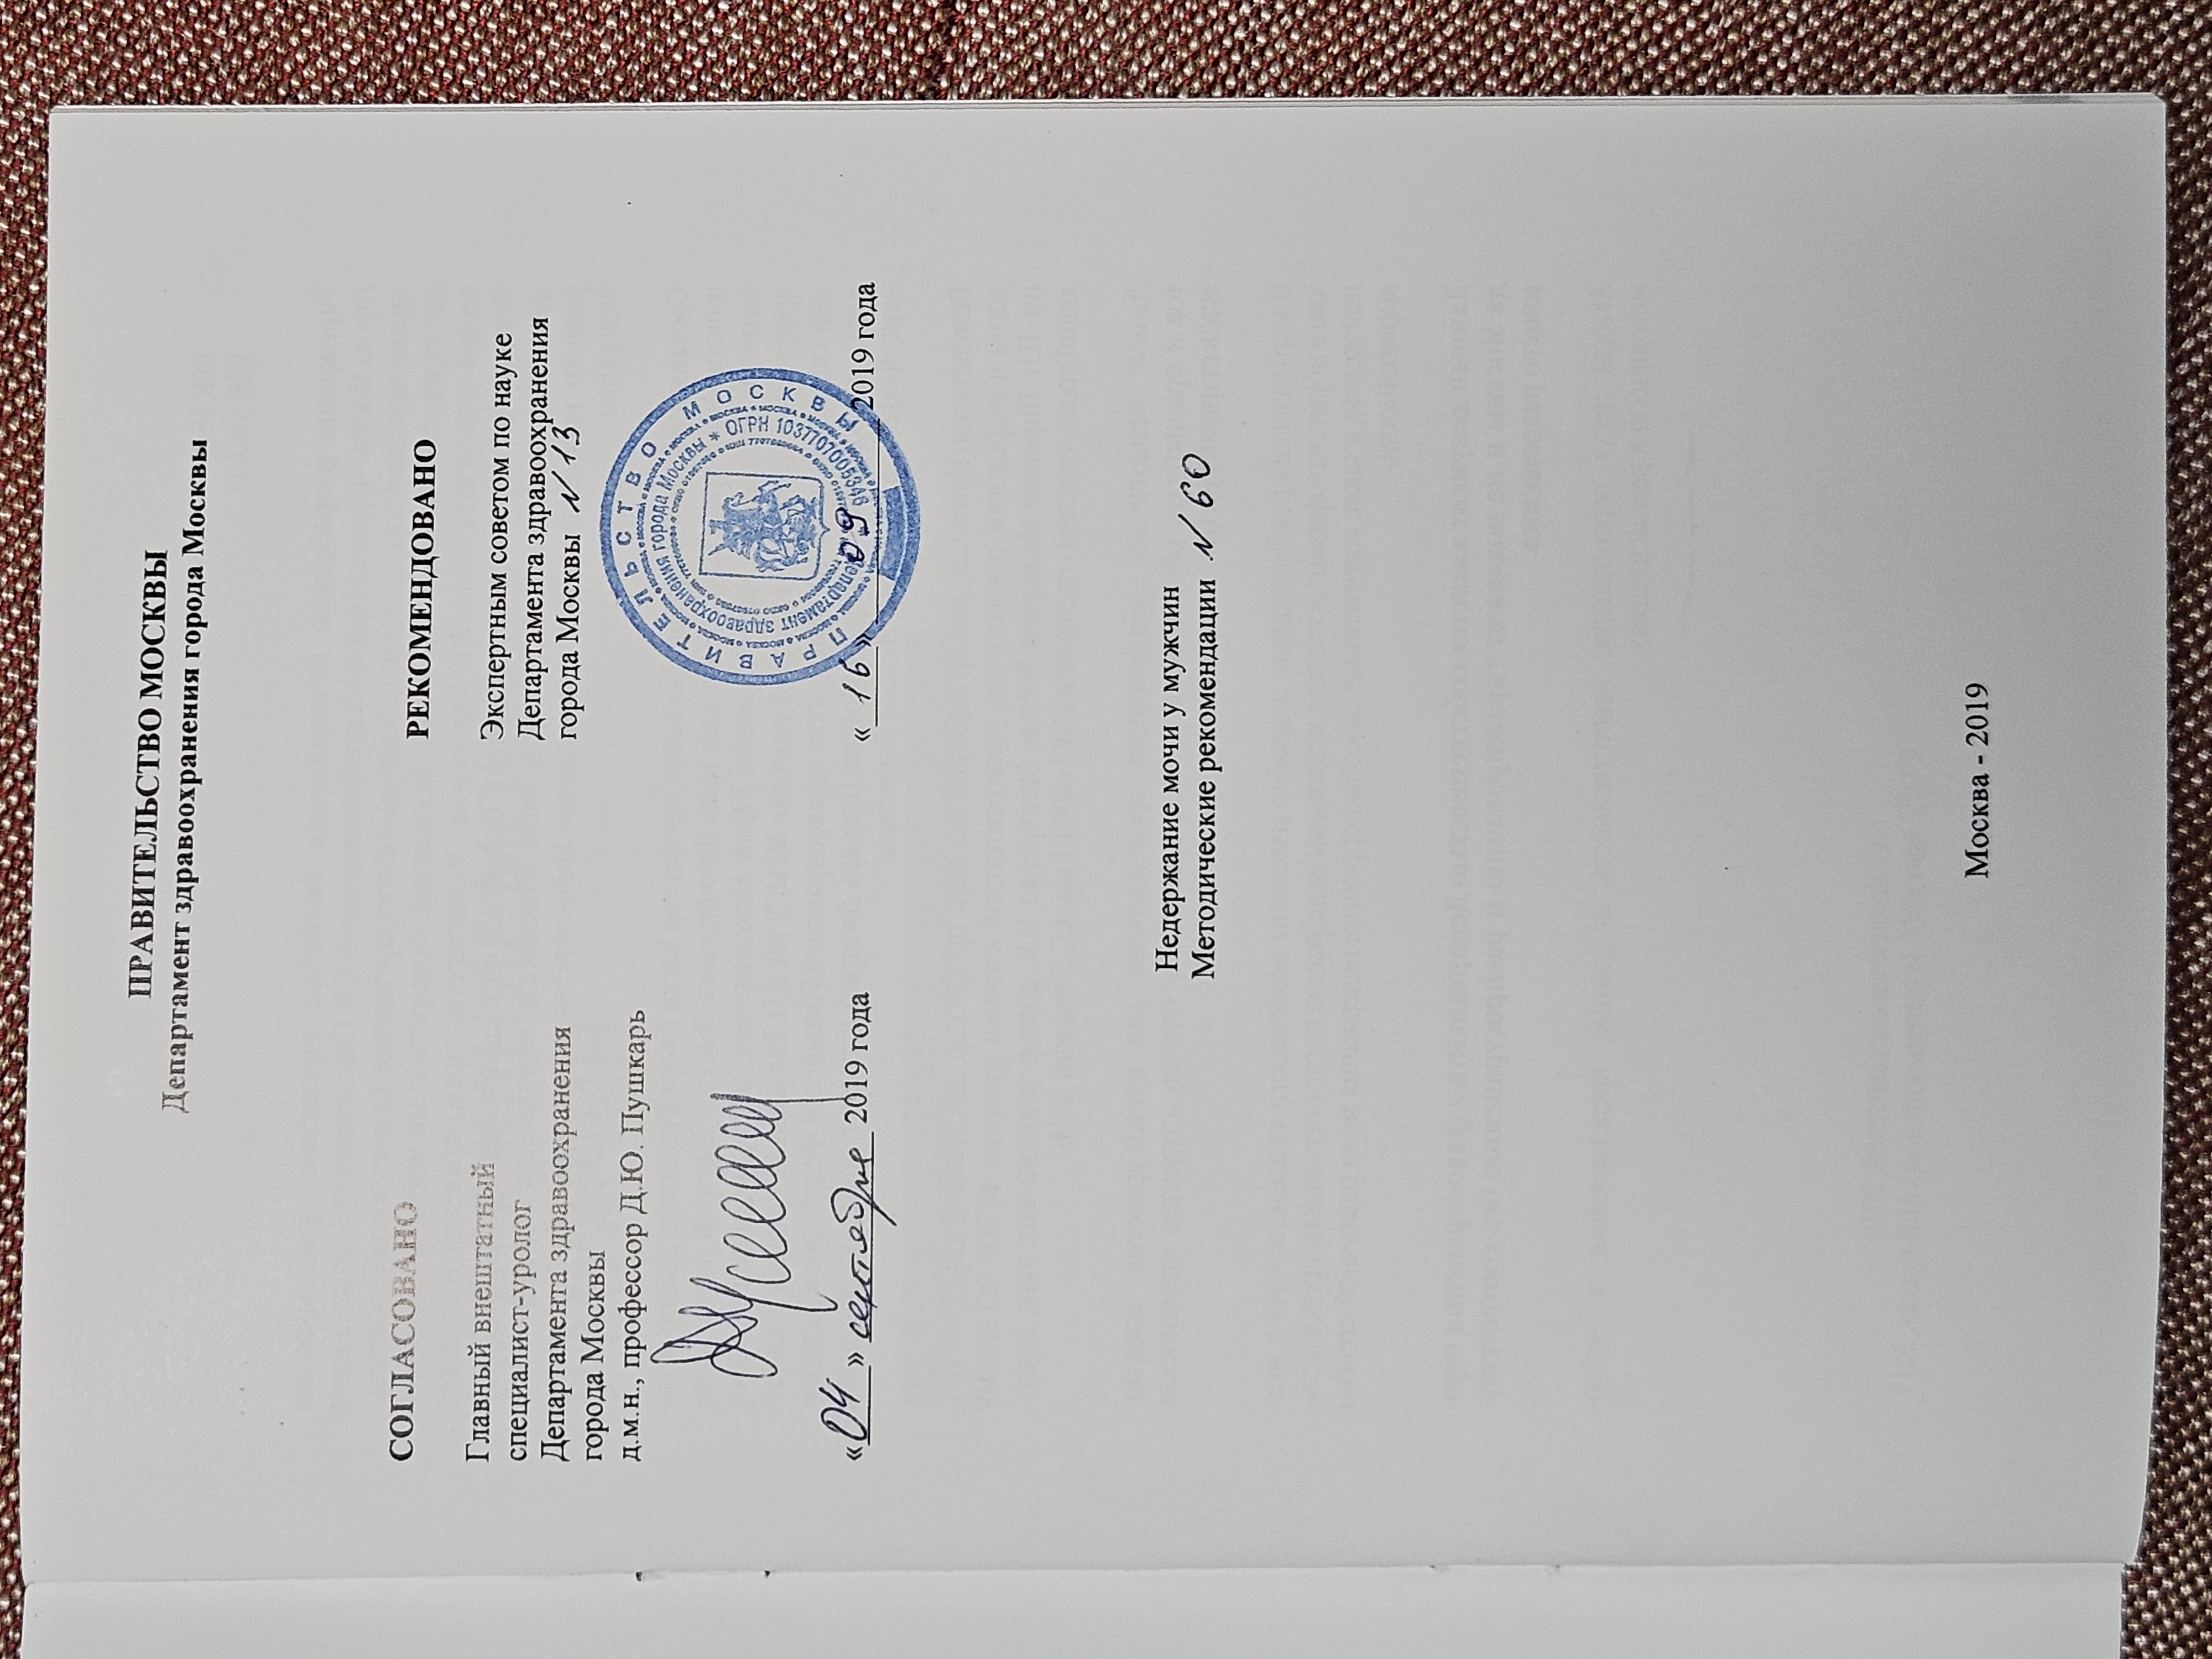 ПРАВИТЕЛЬСТВО МОСКВЫ
Департамент здравоохранения города Москвы
СОГЛАСОВАНО
Главный внештатный
специалист-уролог
Департамента здравоохранения
города Москвы
д.м.н., профессор Д.Ю. Пушкарь
«04» сентября 2019 года
РЕКОМЕНДОВАНО
Экспертным советом по науке
Департамента здравоохранения
города Москвы № 13
ПРАВИТЕЛЬСТВО МОСКВЫ
Департамент здравоохранения города Москвы * ОГРН 1037707005346
«16» 09 2019 года
Недержание мочи у мужчин
Методические рекомендации № 60
Москва - 2019